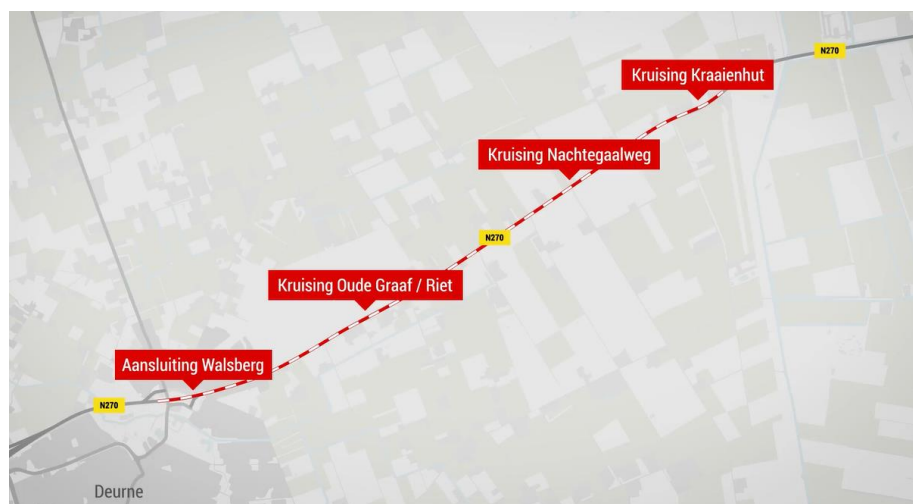 N270
Kruising Kraaienhut
Kruising Nachtegaalweg
N270
Kruising Oude Graaf / Riet
Aansluiting Walsberg
N270
Deurne